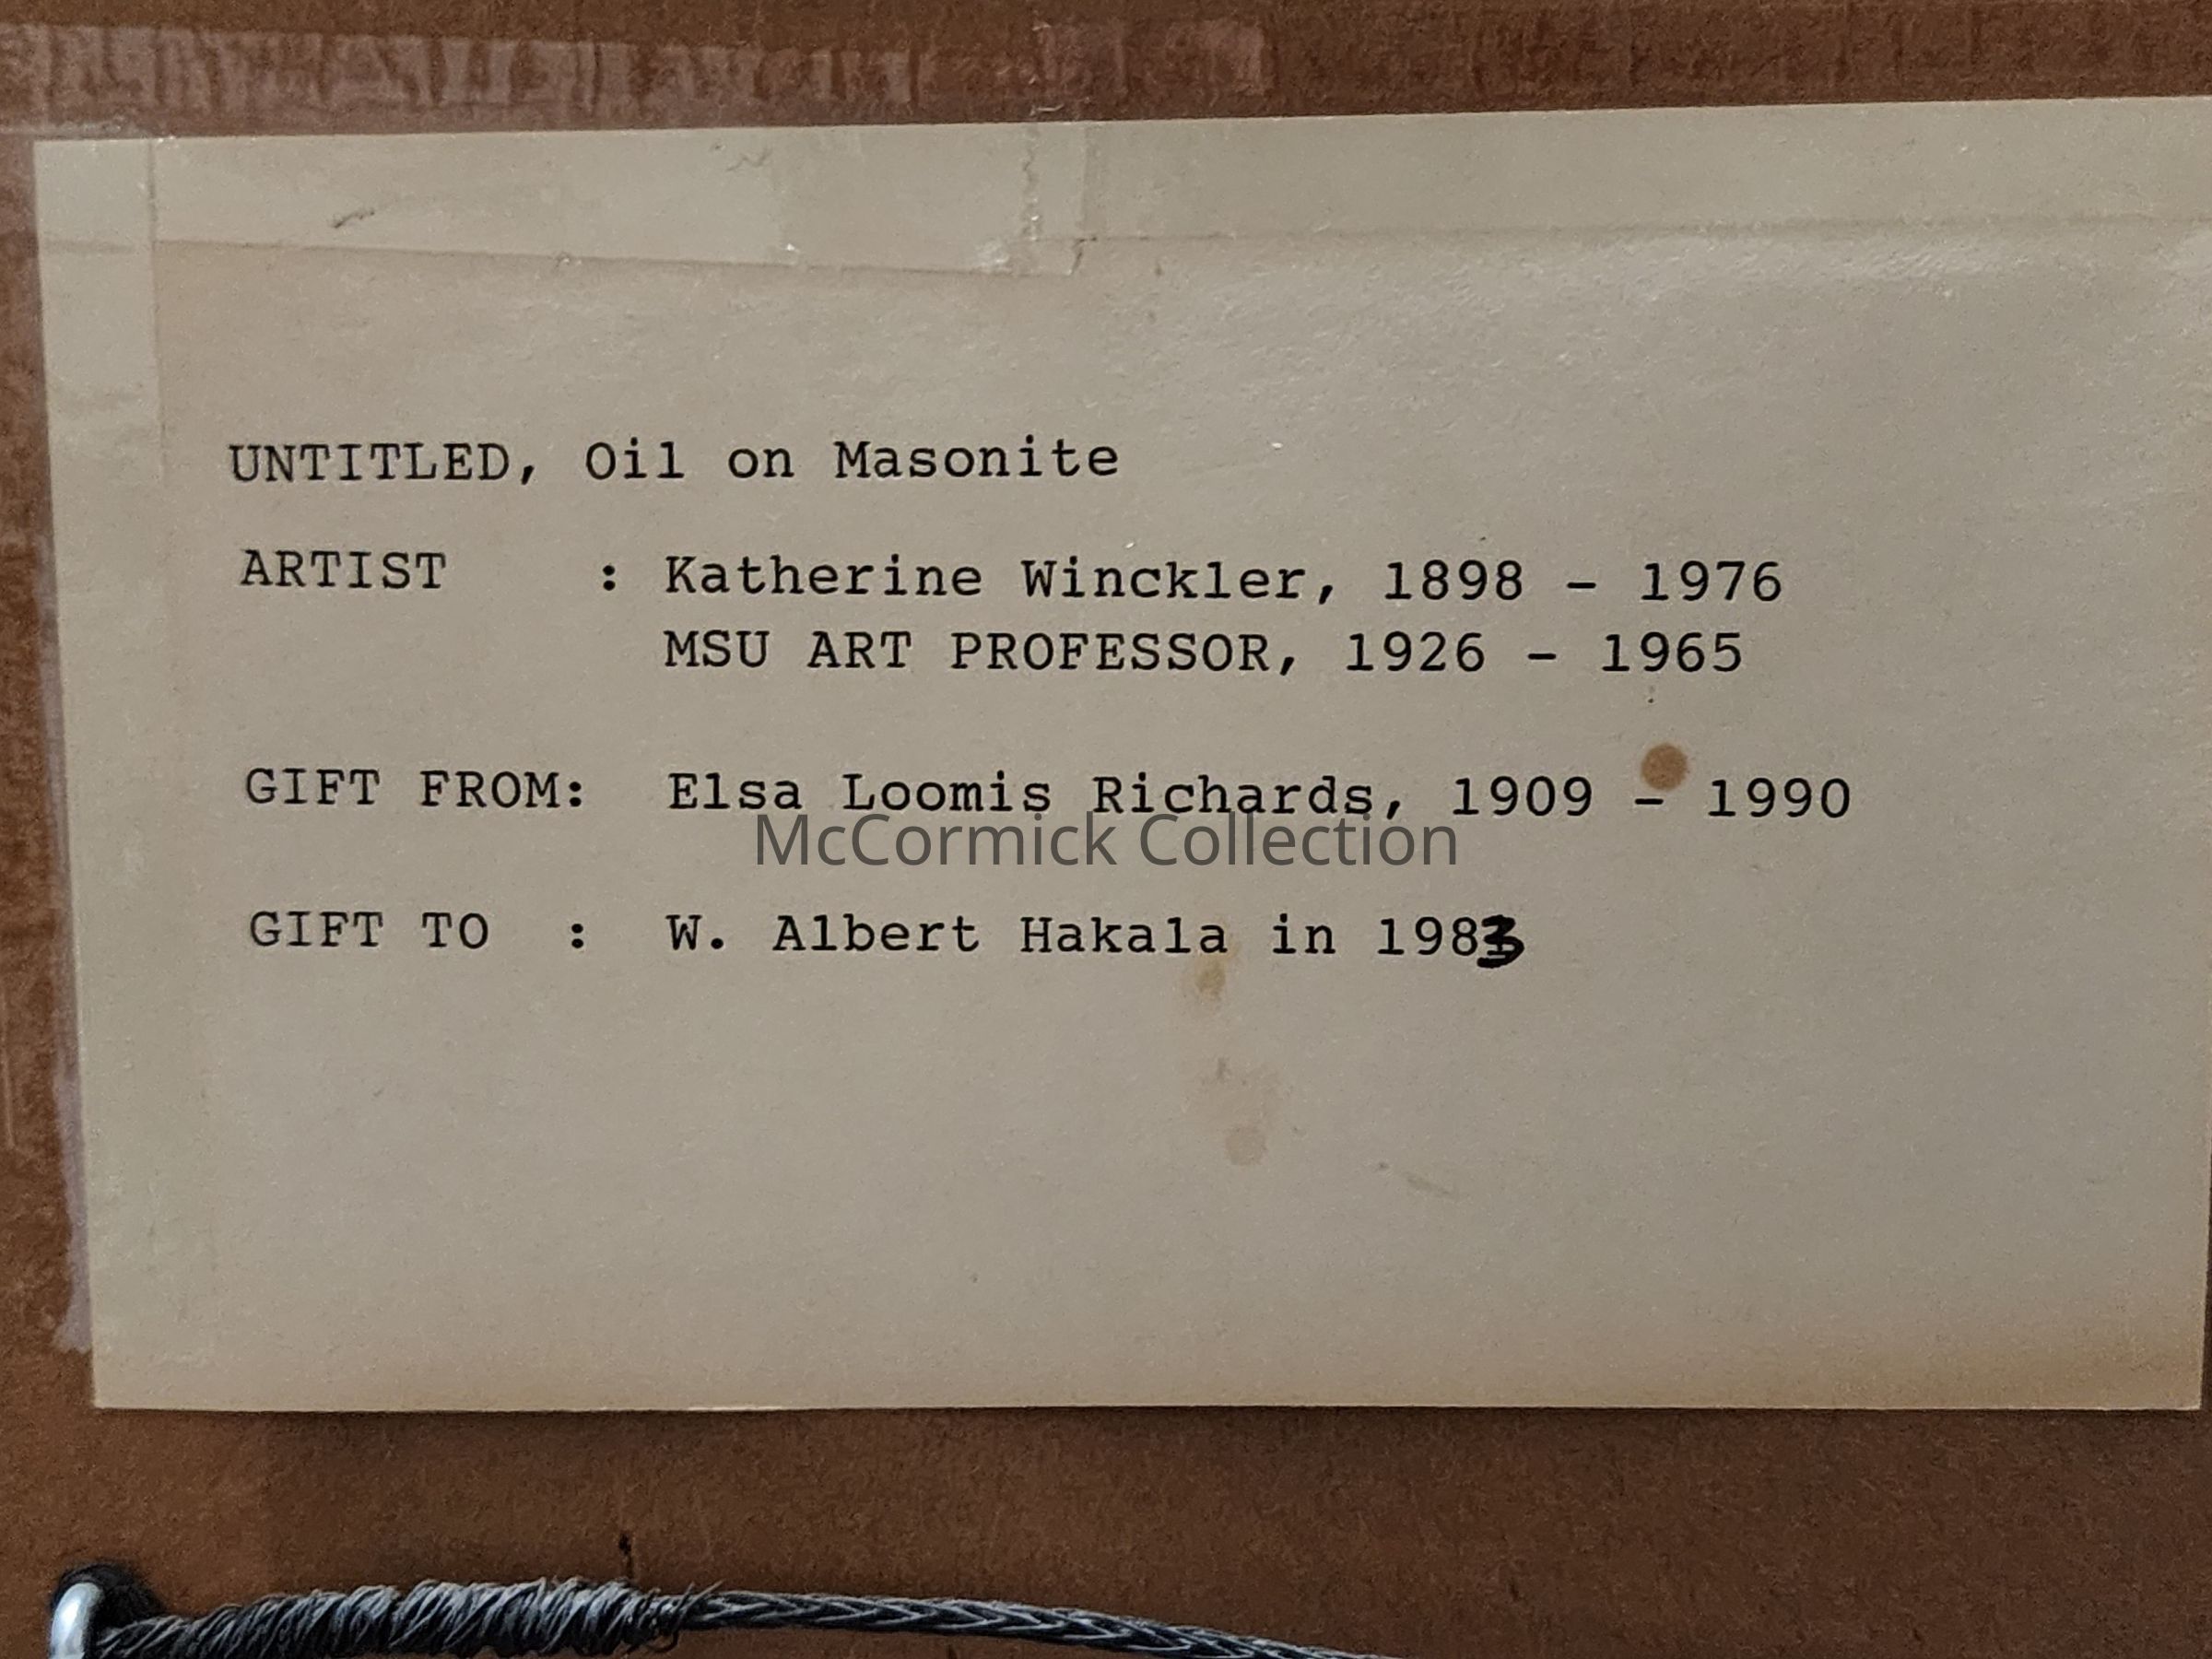 UNTITLED, Oil on Masonite
ARTIST : Katherine Winckler, 1898 - 1976
MSU ART PROFESSOR, 1926 - 1965
GIFT FROM: Elsa Loomis Richards, 1909 - 1990
McCormick Collection
GIFT TO : W. Albert Hakala in 1983